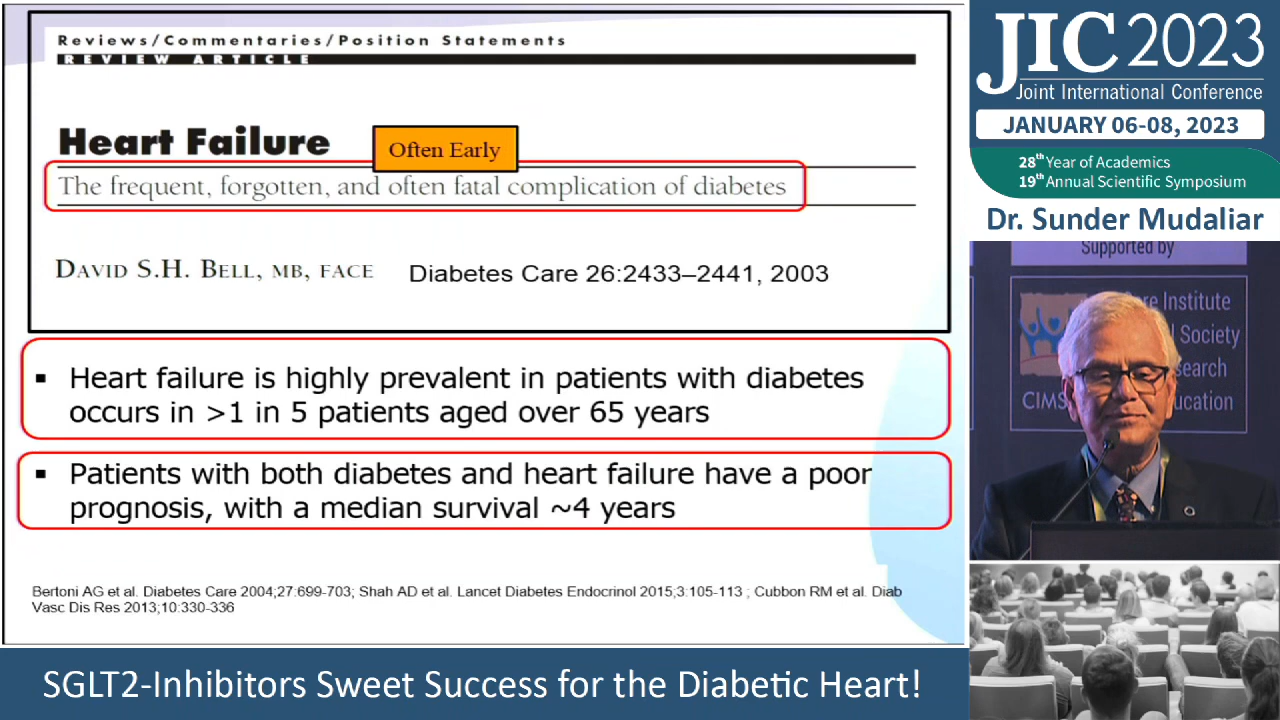 Reviews/Commentaries/Position Statements
REVIEW ARTICLE
Heart Failure
Often Early
The frequent, forgotten, and often fatal complication of diabetes
DAVID S.H. BELL, MB, FACE
Diabetes Care 26:2433–2441, 2003
▪ Heart failure is highly prevalent in patients with diabetes
occurs in >1 in 5 patients aged over 65 years
▪ Patients with both diabetes and heart failure have a poor
prognosis, with a median survival ~4 years
Bertoni AG et al. Diabetes Care 2004;27:699-703; Shah AD et al. Lancet Diabetes Endocrinol 2015;3:105-113 ; Cubbon RM et al. Diab
Vasc Dis Res 2013;10:330-336
JIC 2023
Joint International Conference
JANUARY 06-08, 2023
28th Year of Academics
19th Annual Scientific Symposium
Dr. Sunder Mudaliar
Supported by
Institute
Society
CIMS
SGLT2-Inhibitors Sweet Success for the Diabetic Heart!